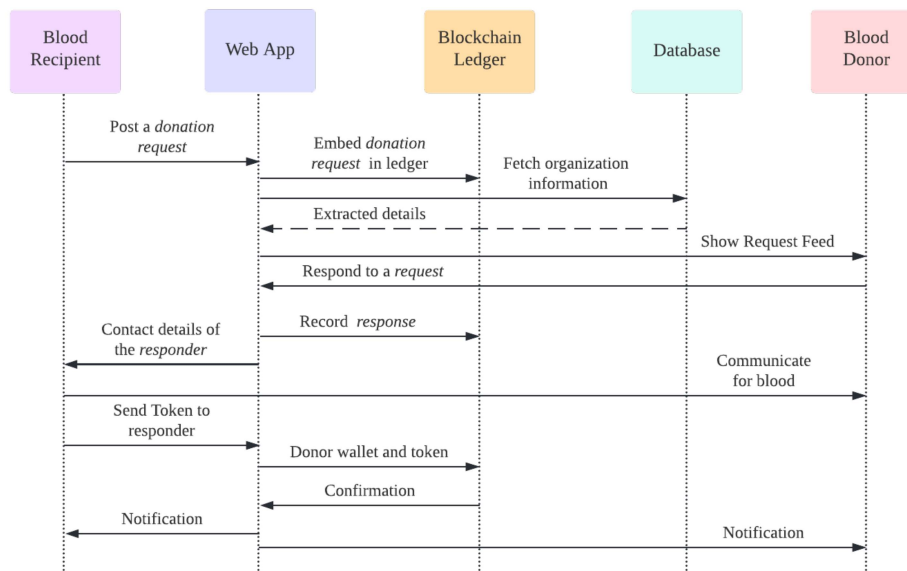 Blood
Recipient
Web App
Blockchain
Ledger
Database
Blood
Donor
Post a donation
request
Embed donation
request in ledger
Fetch organization
information
Extracted details
Show Request Feed
Respond to a request
Record response
Contact details of
the responder
Communicate
for blood
Send Token to
responder
Donor wallet and token
Confirmation
Notification
Notification